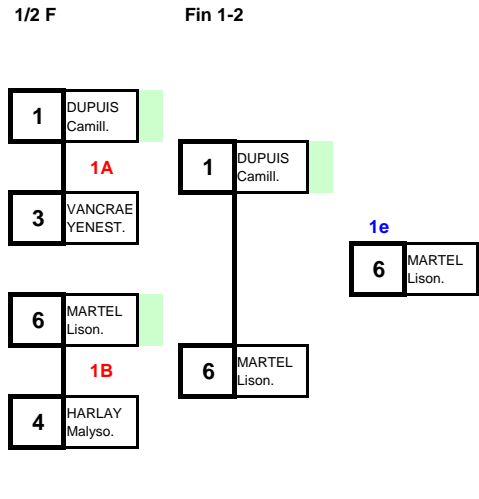 1/2 F
Fin 1-2
1
DUPUIS
Camill.
1A
3
VANCRAE
YENEST.
6
MARTEL
Lison.
1B
4
HARLAY
Malyso.
1
DUPUIS
Camill.
6
MARTEL
Lison.
1e
6
MARTEL
Lison.